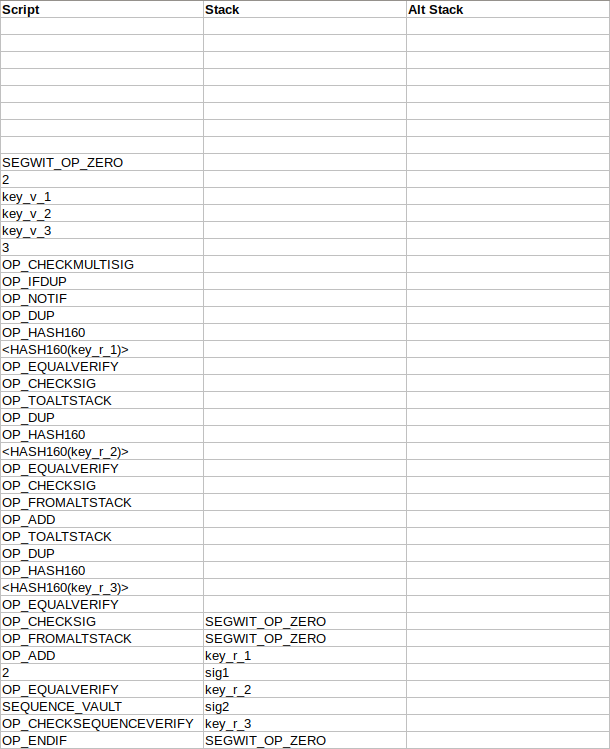 Script Stack Alt Stack
SEGWIT_OP_ZERO
2
key_v_1
key_v_2
key_v_3
3
OP_CHECKMULTISIG
OP_IFDUP
OP_NOTIF
OP_DUP
OP_HASH160
<HASH160(key_r_1)>
OP_EQUALVERIFY
OP_CHECKSIG
OP_TOALTSTACK
OP_DUP
OP_HASH160
<HASH160(key_r_2)>
OP_EQUALVERIFY
OP_CHECKSIG
OP_FROMALTSTACK
OP_ADD
OP_TOALTSTACK
OP_DUP
OP_HASH160
<HASH160(key_r_3)>
OP_EQUALVERIFY
OP_CHECKSIG SEGWIT_OP_ZERO
OP_FROMALTSTACK SEGWIT_OP_ZERO
OP_ADD key_r_1
2 sig1
OP_EQUALVERIFY key_r_2
SEQUENCE_VAULT sig2
OP_CHECKSEQUENCEVERIFY key_r_3
OP_ENDIF SEGWIT_OP_ZERO